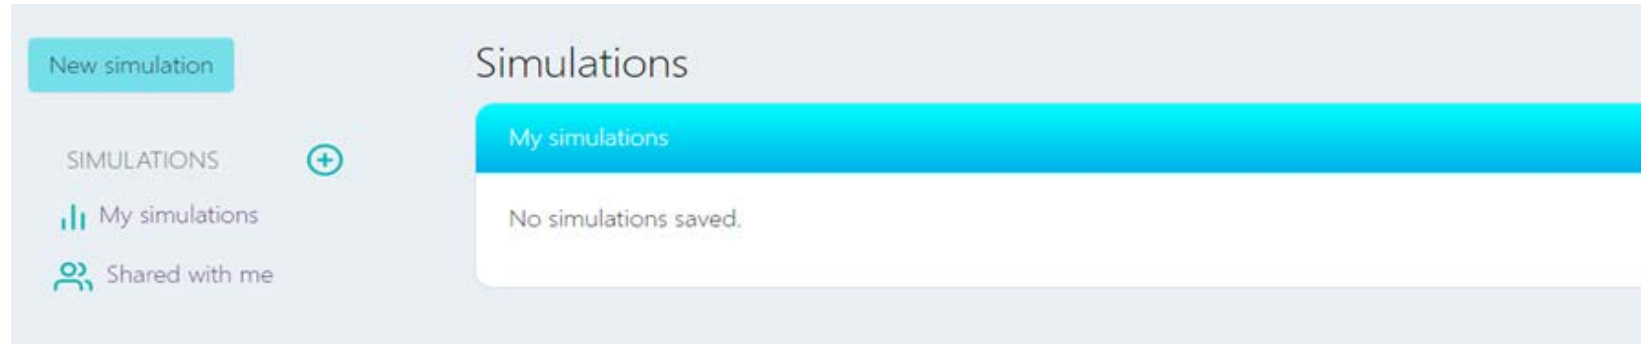 New simulation
SIMULATIONS
My simulations
Shared with me
Simulations
My simulations
No simulations saved.